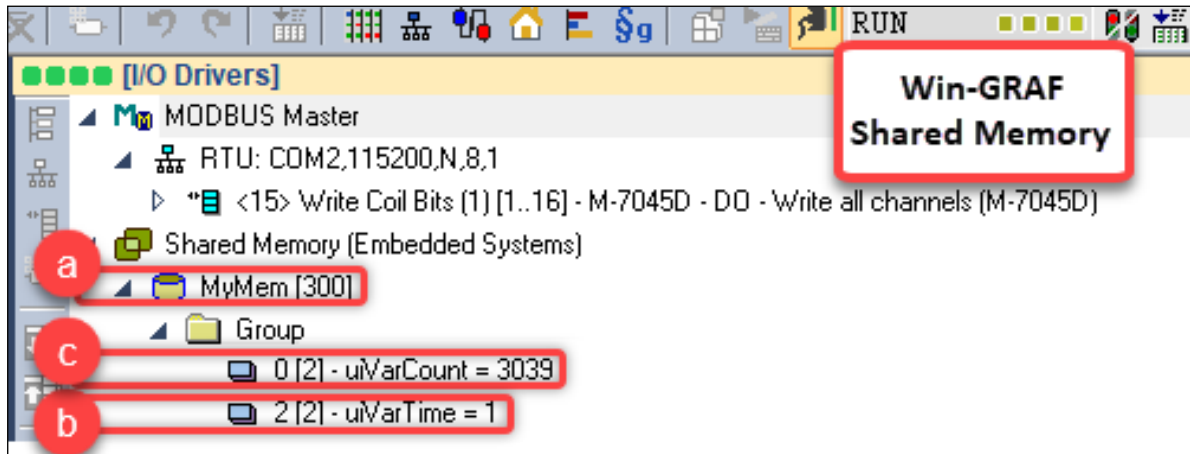 RUN
[I/O Drivers]
Win-GRAF
Shared Memory
MODBUS Master
RTU: COM2,115200,N,8,1
<15> Write Coil Bits (1) [1..16] - M-7045D - DO - Write all channels (M-7045D)
Shared Memory (Embedded Systems)
a
MyMem [300]
Group
c
0 [2] - uiVarCount = 3039
b
2 [2] - uiVarTime = 1